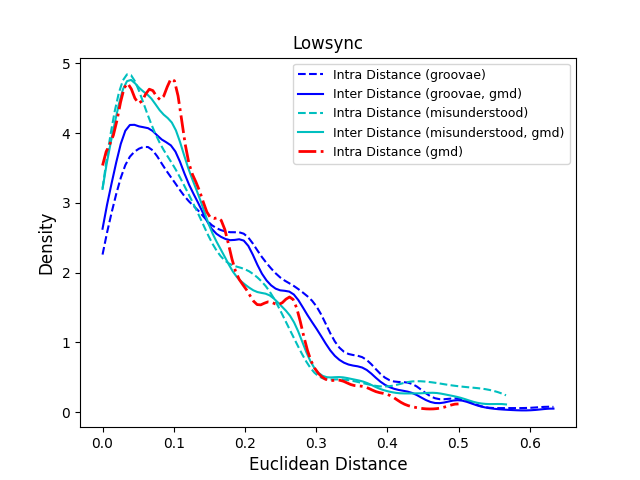 Lowsync
Intra Distance (groovae)
Inter Distance (groovae, gmd)
Intra Distance (misunderstood)
Inter Distance (misunderstood, gmd)
Intra Distance (gmd)
Density
5
4
3
2
1
0
0.0 0.1 0.2 0.3 0.4 0.5 0.6
Euclidean Distance